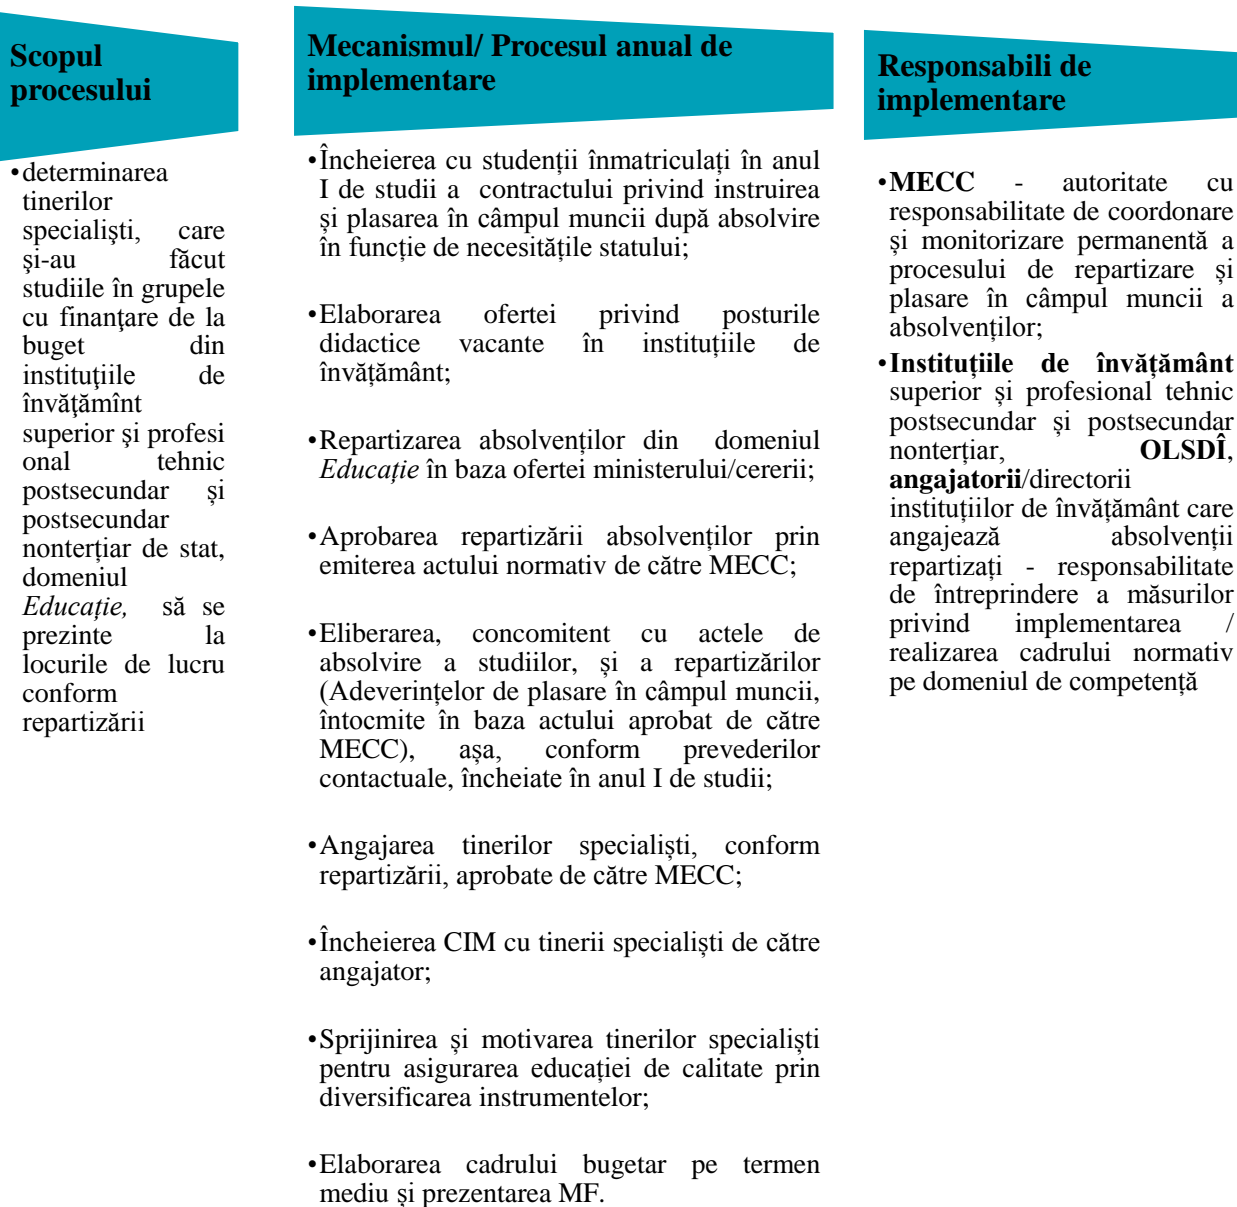 Scopul
procesului
•determinarea
tinerilor
specialişti, care
şi-au făcut
studiile în grupele
cu finanţare de la
buget din
instituţiile de
învăţămînt
superior şi profesi
onal tehnic
postsecundar și
postsecundar
nonterțiar de stat,
domeniul
Educație, să se
prezinte la
locurile de lucru
conform
repartizării
Mecanismul/ Procesul anual de
implementare
•Încheierea cu studenții înmatriculați în anul
I de studii a contractului privind instruirea
și plasarea în câmpul muncii după absolvire
în funcție de necesitățile statului;
•Elaborarea ofertei privind posturile
didactice vacante în instituțiile de
învățământ;
•Repartizarea absolvenților din domeniul
Educație în baza ofertei ministerului/cererii;
•Aprobarea repartizării absolvenților prin
emiterea actului normativ de către MECC;
•Eliberarea, concomitent cu actele de
absolvire a studiilor, și a repartizărilor
(Adeverințelor de plasare în câmpul muncii,
întocmite în baza actului aprobat de către
MECC), așa, conform prevederilor
contactuale, încheiate în anul I de studii;
•Angajarea tinerilor specialiști, conform
repartizării, aprobate de către MECC;
•Încheierea CIM cu tinerii specialiști de către
angajator;
•Sprijinirea și motivarea tinerilor specialiști
pentru asigurarea educației de calitate prin
diversificarea instrumentelor;
•Elaborarea cadrului bugetar pe termen
mediu și prezentarea MF.
Responsabili de
implementare
•MECC - autoritate cu
responsabilitate de coordonare
și monitorizare permanentă a
procesului de repartizare și
plasare în câmpul muncii a
absolvenților;
•Instituțiile de învățământ
superior și profesional tehnic
postsecundar și postsecundar
nonterțiar, OLSDÎ,
angajatorii/directorii
instituțiilor de învățământ care
angajează absolvenții
repartizați - responsabilitate
de întreprindere a măsurilor
privind implementarea /
realizarea cadrului normativ
pe domeniul de competență